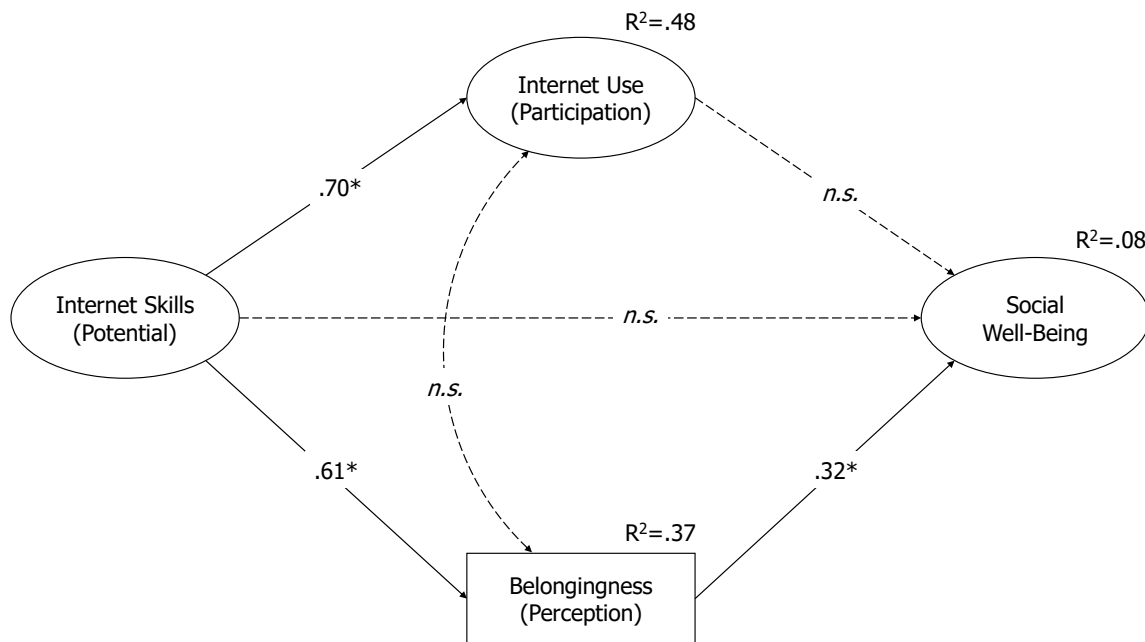 R²=.48
Internet Use
(Participation)
.70*
n.s.
R²=.08
Internet Skills
(Potential)
n.s.
Social
Well-Being
n.s.
.61*
.32*
R²=.37
Belongingness
(Perception)